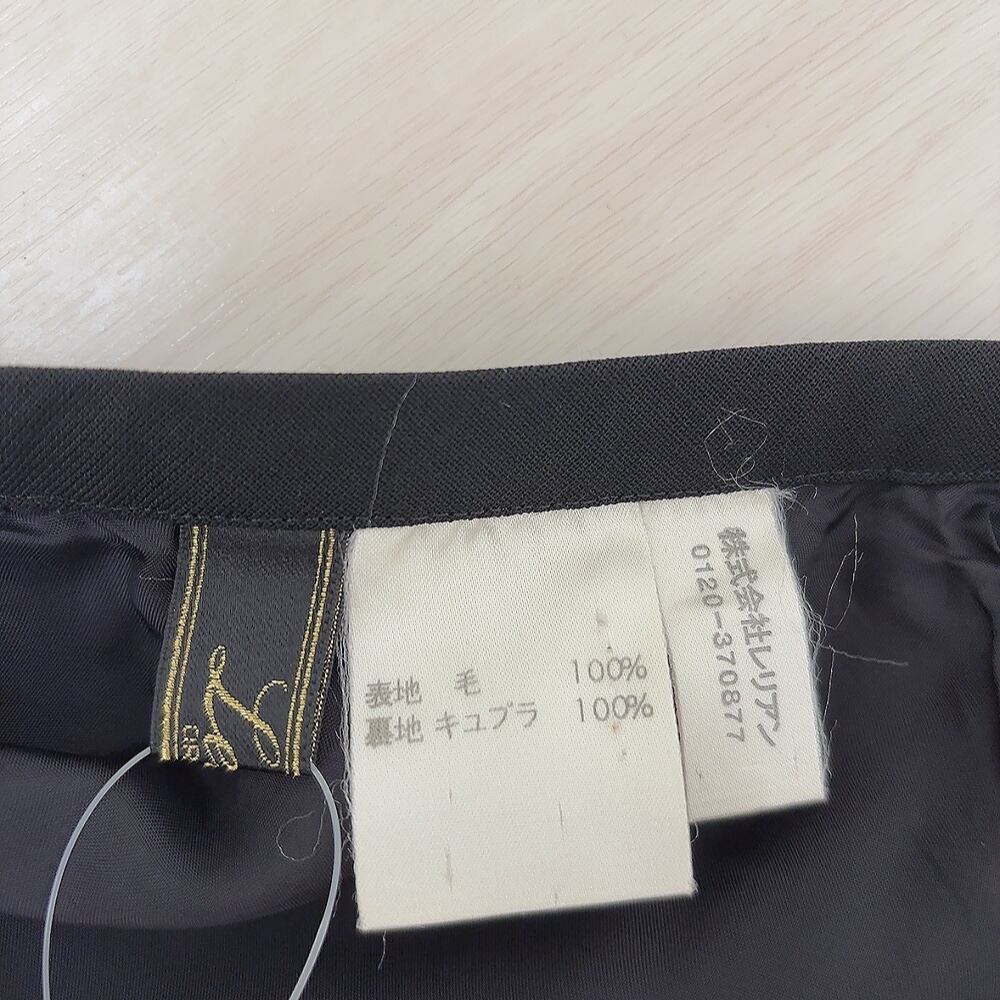 表地 毛 100%
裏地 キュプラ 100%
株式会社レリアン
0120-370877